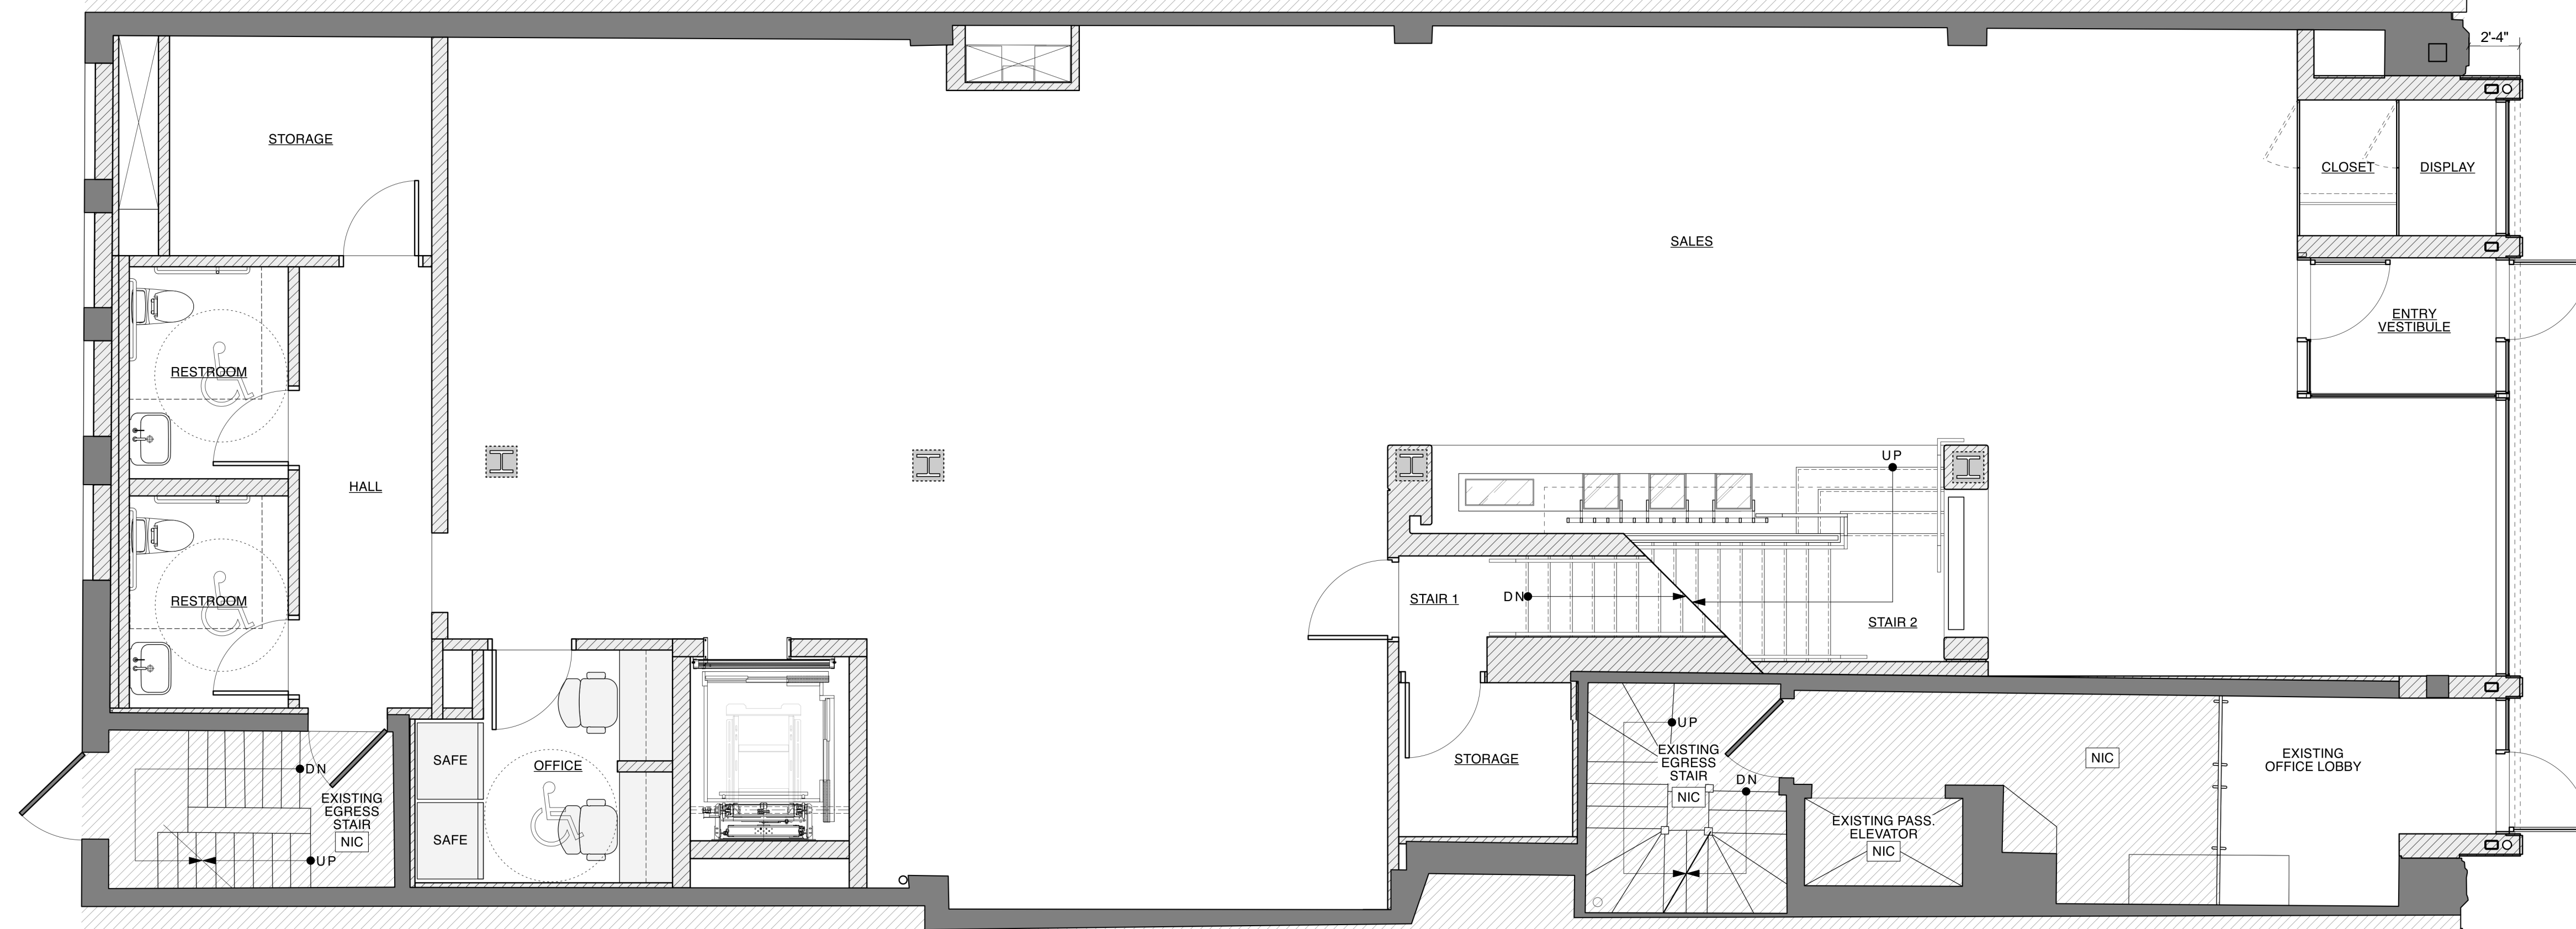 2'-4"
STORAGE
CLOSET
DISPLAY
SALES
ENTRY
VESTIBULE
RESTROOM
HALL
UP
RESTROOM
STAIR 1
DN
STAIR 2
UP
EXISTING
EGRESS
STAIR
NIC
DN
STORAGE
NIC
EXISTING
OFFICE LOBBY
SAFE
OFFICE
DN
EXISTING
EGRESS
STAIR
NIC
UP
SAFE
EXISTING PASS.
ELEVATOR
NIC